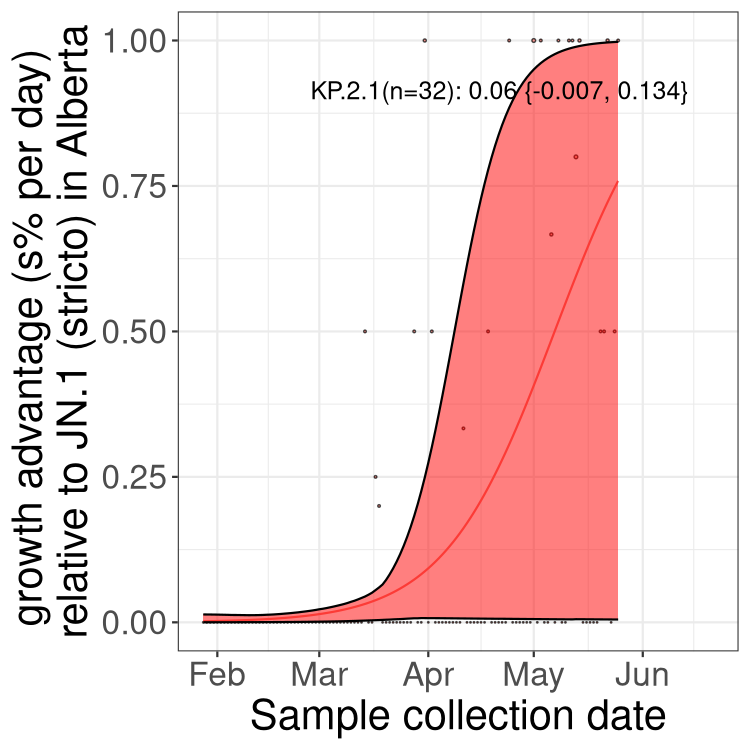 growth advantage (s% per day)
relative to JN.1 (stricto) in Alberta
1.00
0.75
0.50
0.25
0.00
KP.2.1(n=32): 0.06 {-0.007, 0.134}
Feb Mar Apr May Jun
Sample collection date